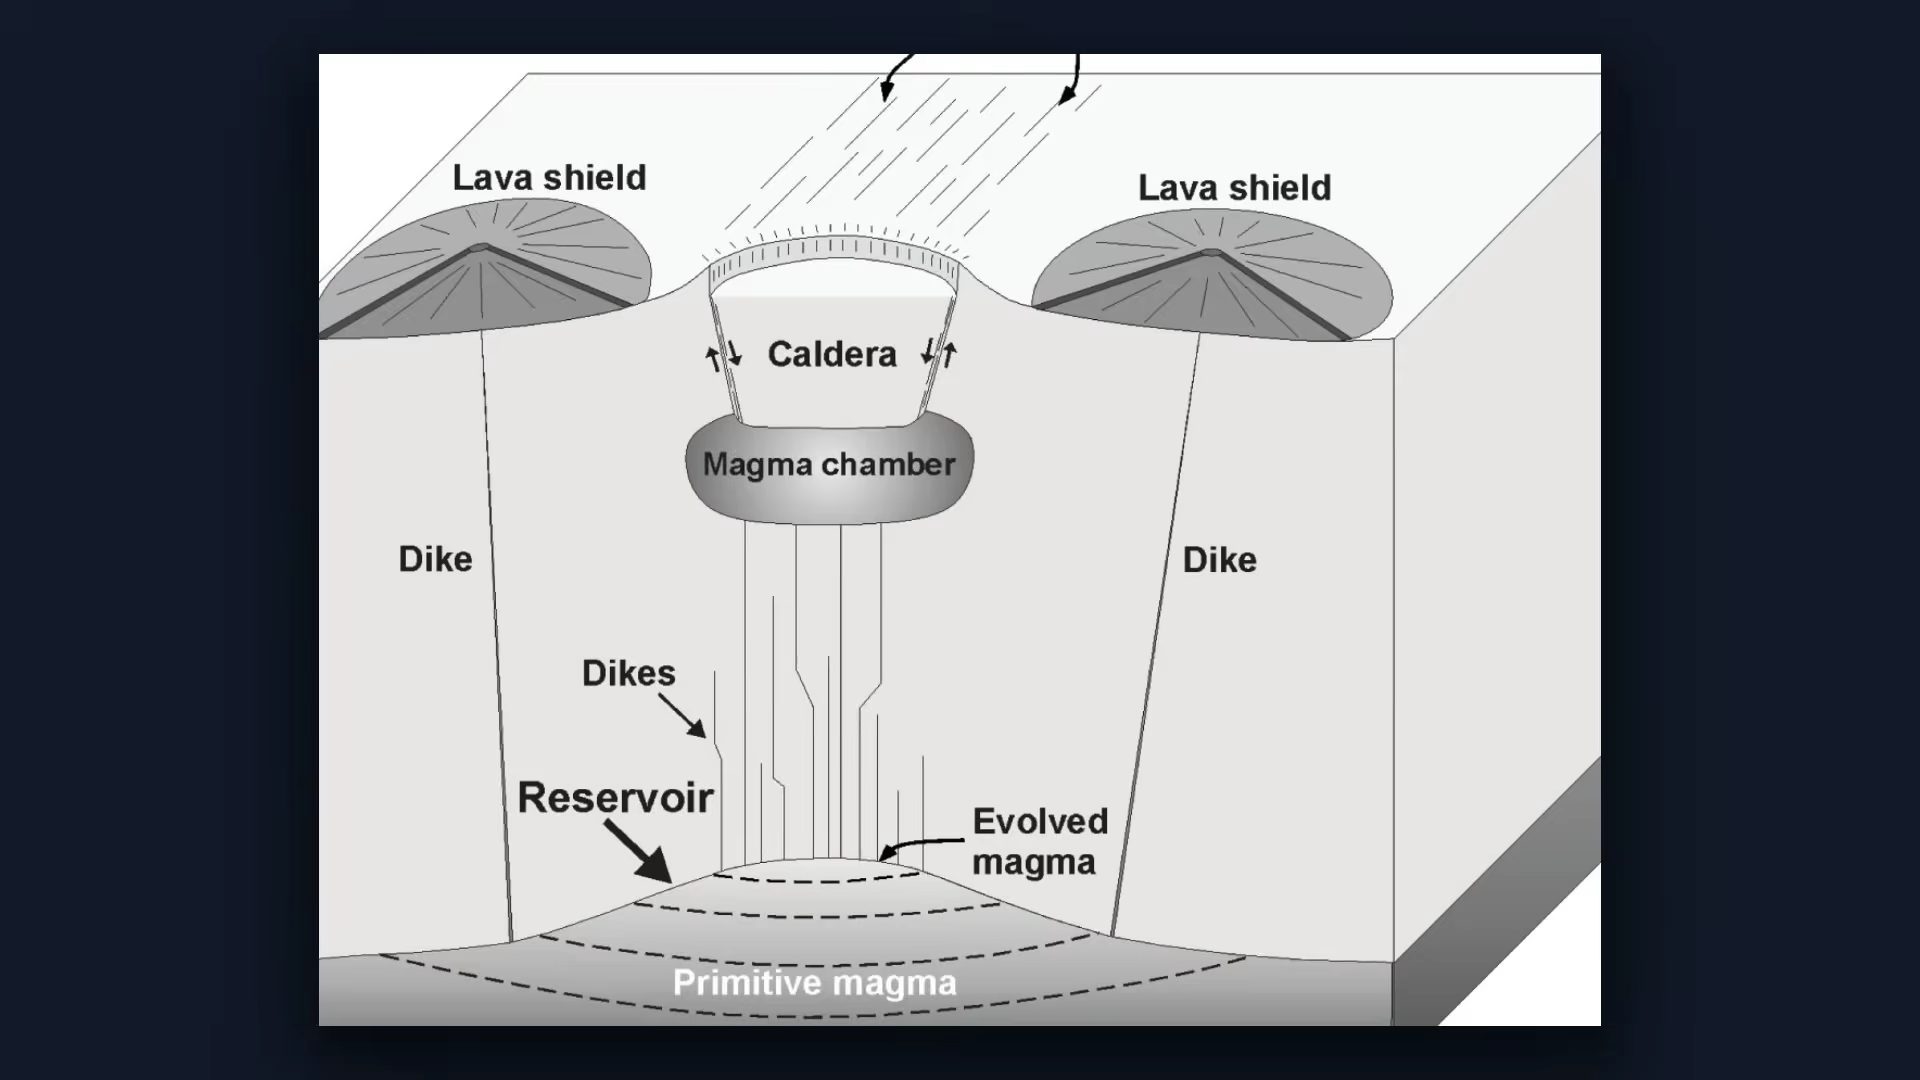 Lava shield
Lava shield
Caldera
Magma chamber
Dike
Dike
Dikes
Reservoir
Evolved
magma
Primitive magma